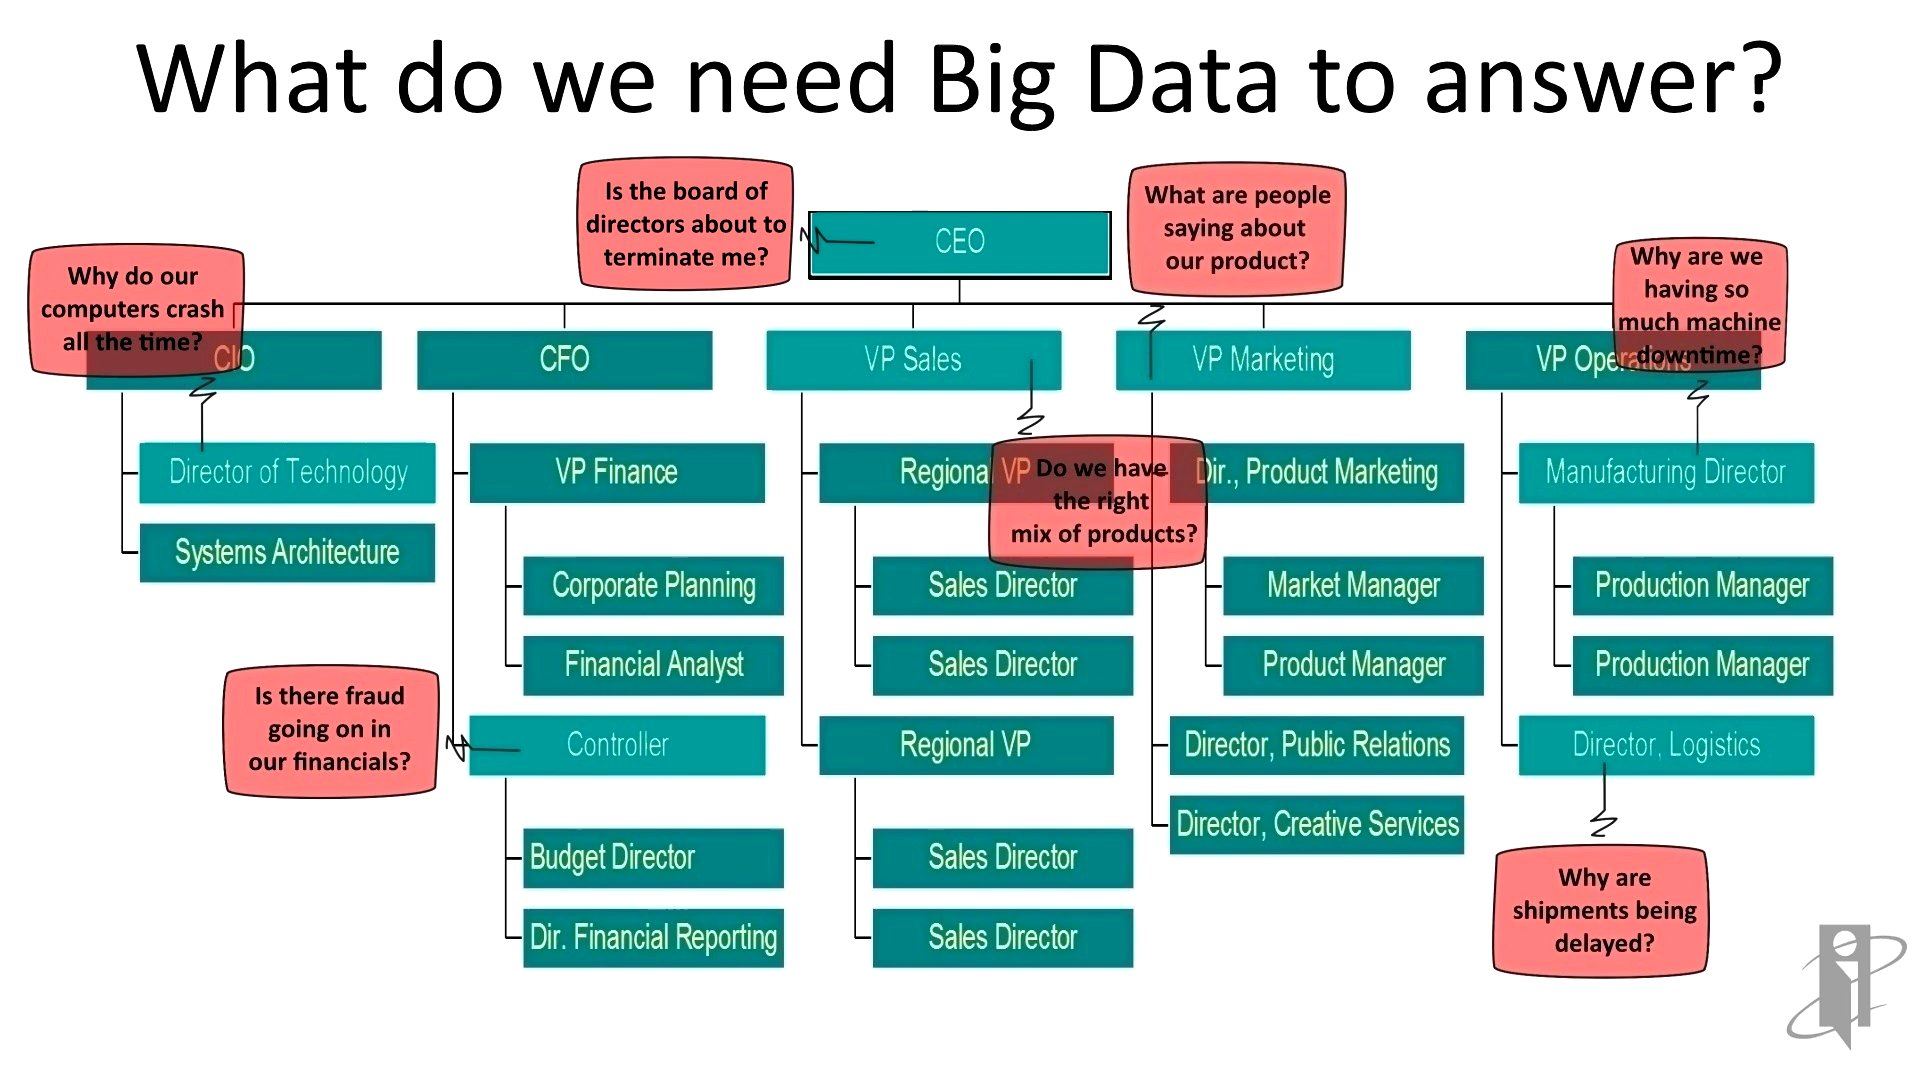 What do we need Big Data to answer?
Is the board of
directors about to
terminate me?
CEO
What are people
saying about
our product?
Why do our
computers crash
all the time?
Why are we
having so
much machine
downtime?
CIO
CFO
VP Sales
VP Marketing
VP Operations
Director of Technology
Systems Architecture
VP Finance
Corporate Planning
Financial Analyst
Is there fraud
going on in
our financials?
Controller
Budget Director
Dir. Financial Reporting
Regional VP
Do we have
the right
mix of products?
Sales Director
Sales Director
Regional VP
Sales Director
Sales Director
Dir., Product Marketing
Market Manager
Product Manager
Director, Public Relations
Director, Creative Services
Manufacturing Director
Production Manager
Production Manager
Director, Logistics
Why are
shipments being
delayed?